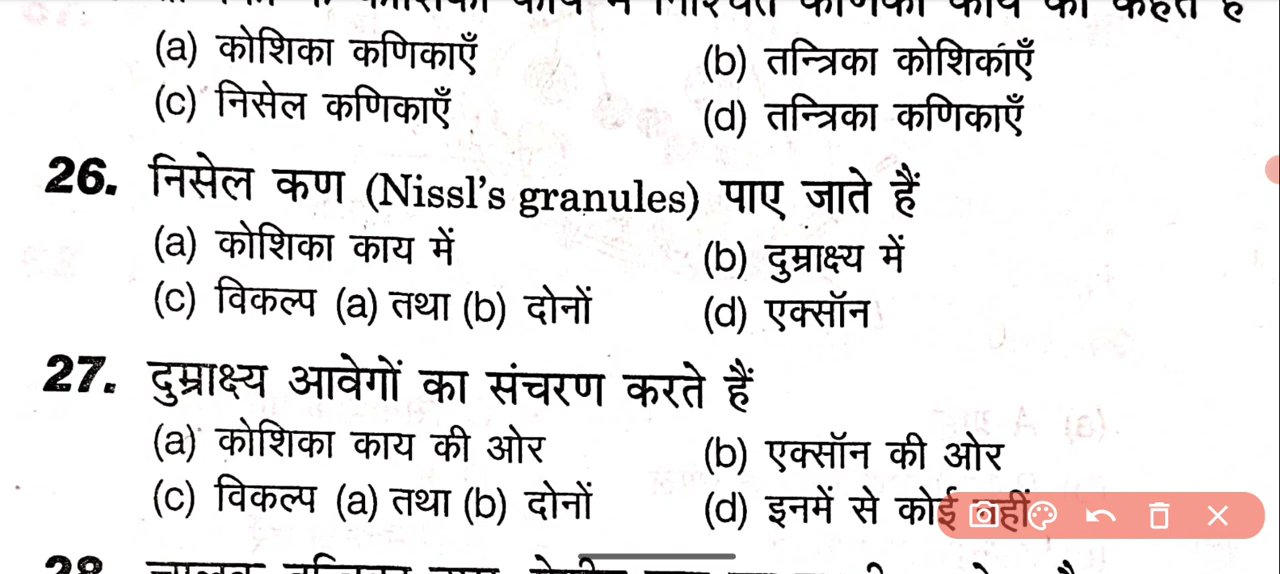 (a) कोशिका कणिकाएँ (b) तन्त्रिका कोशिकाएँ
(c) निसेल कणिकाएँ (d) तन्त्रिका कणिकाएँ
26. निसेल कण (Nissl's granules) पाए जाते हैं
(a) कोशिका काय में (b) दुम्राक्ष्य में
(c) विकल्प (a) तथा (b) दोनों (d) एक्सॉन
27. दुम्राक्ष्य आवेगों का संचरण करते हैं
(a) कोशिका काय की ओर (b) एक्सॉन की ओर
(c) विकल्प (a) तथा (b) दोनों (d) इनमें से कोई नहीं
28.